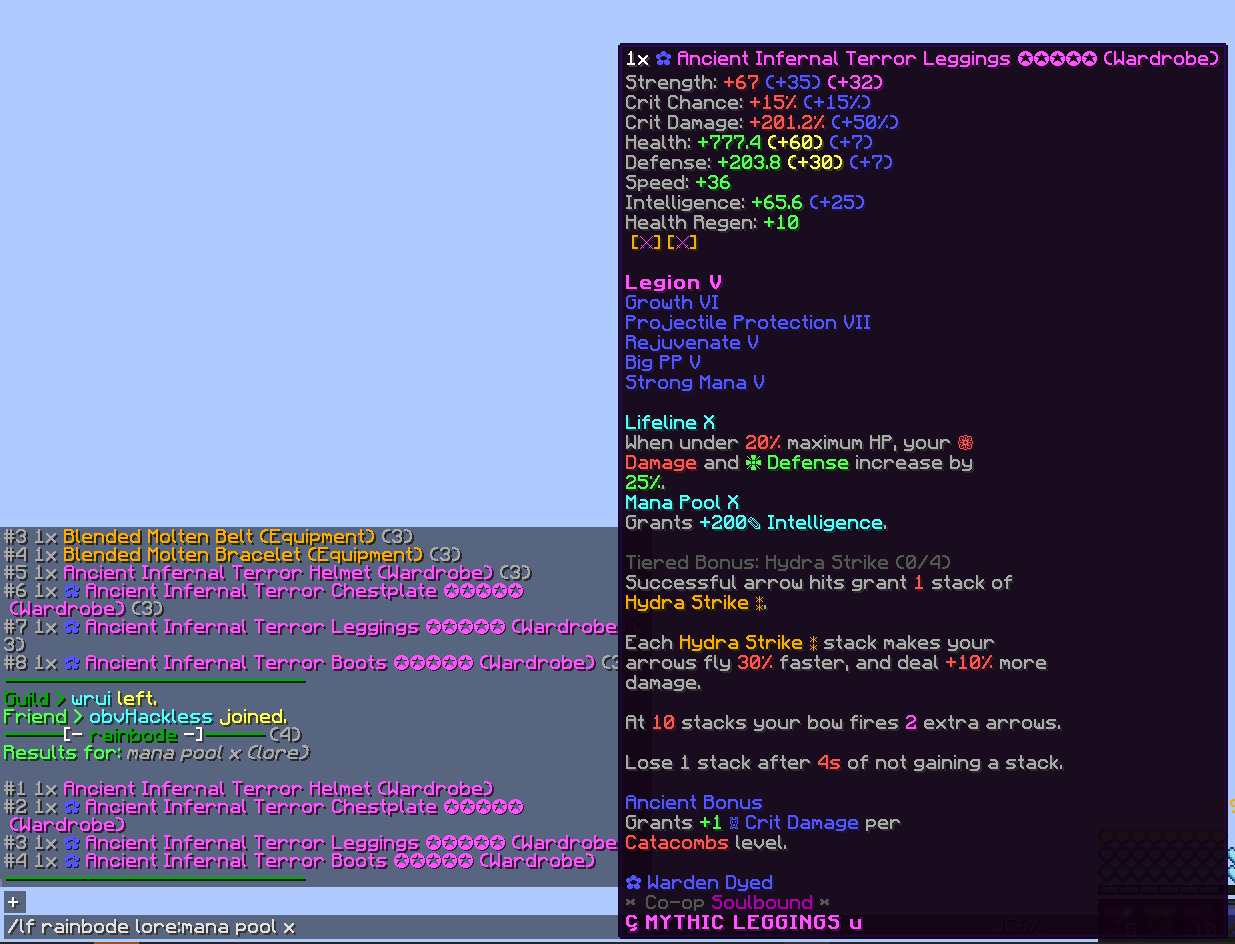 #3 1x Blended Molten Belt (Equipment) (3)
#4 1x Blended Molten Bracelet (Equipment) (3)
#5 1x Ancient Infernal Terror Helmet (Wardrobe) (3)
#6 1x ✿ Ancient Infernal Terror Chestplate ✪✪✪✪✪
(Wardrobe) (3)
#7 1x ✿ Ancient Infernal Terror Leggings ✪✪✪✪✪ (Wardrobe
3)
#8 1x ✿ Ancient Infernal Terror Boots ✪✪✪✪✪ (Wardrobe) (3
Guild > wrui left.
Friend > obvHackless joined.
[- rainbode -] (4)
Results for: mana pool x (lore)
#1 1x Ancient Infernal Terror Helmet (Wardrobe)
#2 1x ✿ Ancient Infernal Terror Chestplate ✪✪✪✪✪
(Wardrobe)
#3 1x ✿ Ancient Infernal Terror Leggings ✪✪✪✪✪ (Wardrobe
#4 1x ✿ Ancient Infernal Terror Boots ✪✪✪✪✪ (Wardrobe)
+
/lf rainbode lore:mana pool x
1x ✿ Ancient Infernal Terror Leggings ✪✪✪✪✪ (Wardrobe)
Strength: +67 (+35) (+32)
Crit Chance: +15% (+15%)
Crit Damage: +201.2% (+50%)
Health: +777.4 (+60) (+7)
Defense: +203.8 (+30) (+7)
Speed: +36
Intelligence: +65.6 (+25)
Health Regen: +10
[⚔] [⚔]
Legion V
Growth VI
Projectile Protection VII
Rejuvenate V
Big PP V
Strong Mana V
Lifeline X
When under 20% maximum HP, your ❁
Damage and ❈ Defense increase by
25%.
Mana Pool X
Grants +200✎ Intelligence.
Tiered Bonus: Hydra Strike (0/4)
Successful arrow hits grant 1 stack of
Hydra Strike ⁑.
Each Hydra Strike ⁑ stack makes your
arrows fly 30% faster, and deal +10% more
damage.
At 10 stacks your bow fires 2 extra arrows.
Lose 1 stack after 4s of not gaining a stack.
Ancient Bonus
Grants +1 ☠ Crit Damage per
Catacombs level.
✿ Warden Dyed
Co-op Soulbound
MYTHIC LEGGINGS